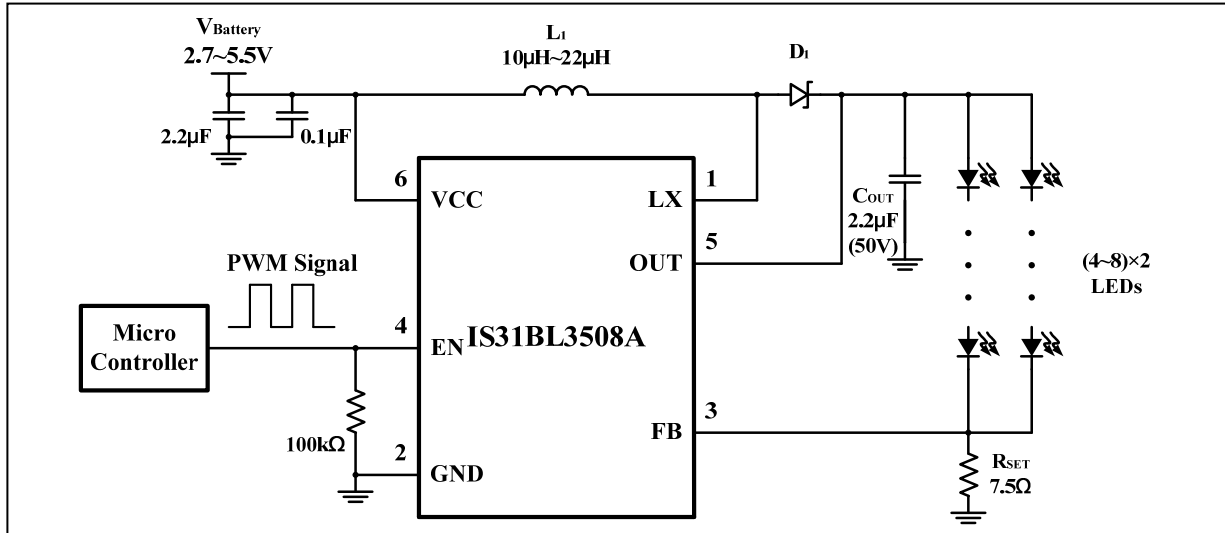 VBattery
2.7~5.5V
L1
10μH~22μH
D1
2.2μF
0.1μF
6
VCC
1
LX
COUT
2.2μF
(50V)
5
OUT
PWM Signal
(4~8)×2
LEDs
Micro
Controller
4
EN
IS31BL3508A
3
FB
100kΩ
2
GND
RSET
7.5Ω